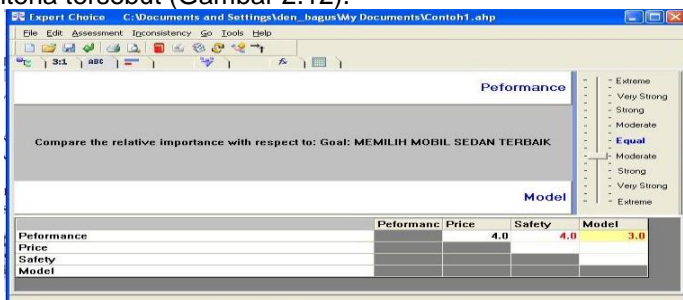 iteria tersebut (Gambar 2.12).
Expert Choice C:\Documents and Settings\den_bagus\My Documents\Contoh1.ahp
File Edit Assessment Inconsistency Go Tools Help
3:1 ABC
Peformance
Compare the relative importance with respect to: Goal: MEMILIH MOBIL SEDAN TERBAIK
Model
Extreme
Very Strong
Strong
Moderate
Equal
Moderate
Strong
Very Strong
Extreme
Peformanc Price Safety Model
Peformance 4.0 4.0 3.0
Price
Safety
Model